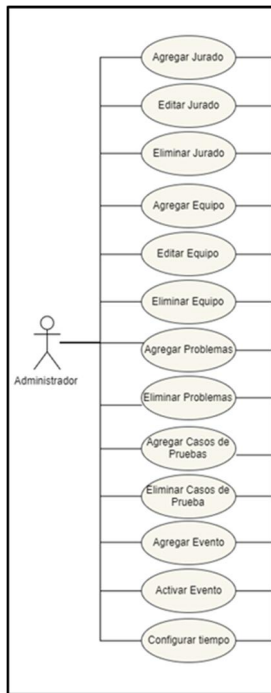 Agregar Jurado
Editar Jurado
Eliminar Jurado
Agregar Equipo
Editar Equipo
Eliminar Equipo
Agregar Problemas
Administrador
Eliminar Problemas
Agregar Casos de
Pruebas
Eliminar Casos de
Prueba
Agregar Evento
Activar Evento
Configurar tiempo